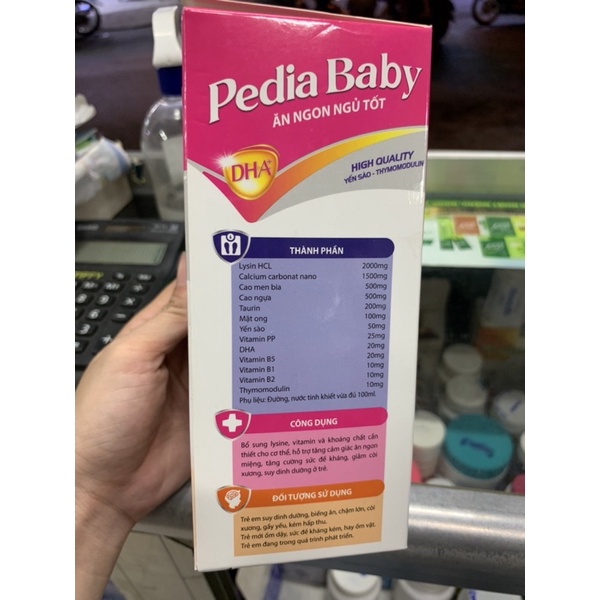 Pedia Baby
ĂN NGON NGỦ TỐT
DHA+
HIGH QUALITY
YẾN SÀO - THYMOMODULIN
THÀNH PHẦN
Lysin HCL 2000mg
Calcium carbonat nano 1500mg
Cao men bia 500mg
Cao ngựa 500mg
Taurin 200mg
Mật ong 100mg
Yến sào 50mg
Vitamin PP 25mg
DHA 20mg
Vitamin B5 20mg
Vitamin B1 10mg
Vitamin B2 10mg
Thymomodulin 10mg
Phụ liệu: Đường, nước tinh khiết vừa đủ 100ml.
CÔNG DỤNG
Bổ sung lysine, vitamin và khoáng chất cần
thiết cho cơ thể, hỗ trợ tăng cảm giác ăn ngon
miệng, tăng cường sức đề kháng, giảm còi
xương, suy dinh dưỡng ở trẻ.
ĐỐI TƯỢNG SỬ DỤNG
Trẻ em suy dinh dưỡng, biếng ăn, chậm lớn, còi
xương, gầy yếu, kém hấp thu.
Trẻ mới ốm dậy, sức đề kháng kém, hay ốm vặt.
Trẻ em đang trong quá trình phát triển.